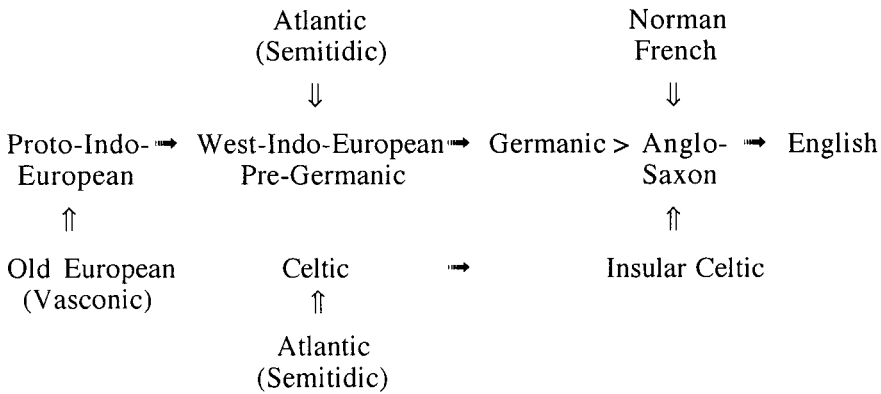 Atlantic Norman
(Semitidic) French
⇓ ⇓
Proto-Indo- ➟ West-Indo-European ➟ Germanic > Anglo- ➟ English
European Pre-Germanic Saxon
⇑ ⇑
Old European Celtic ➟ Insular Celtic
(Vasconic) ⇑
Atlantic
(Semitidic)